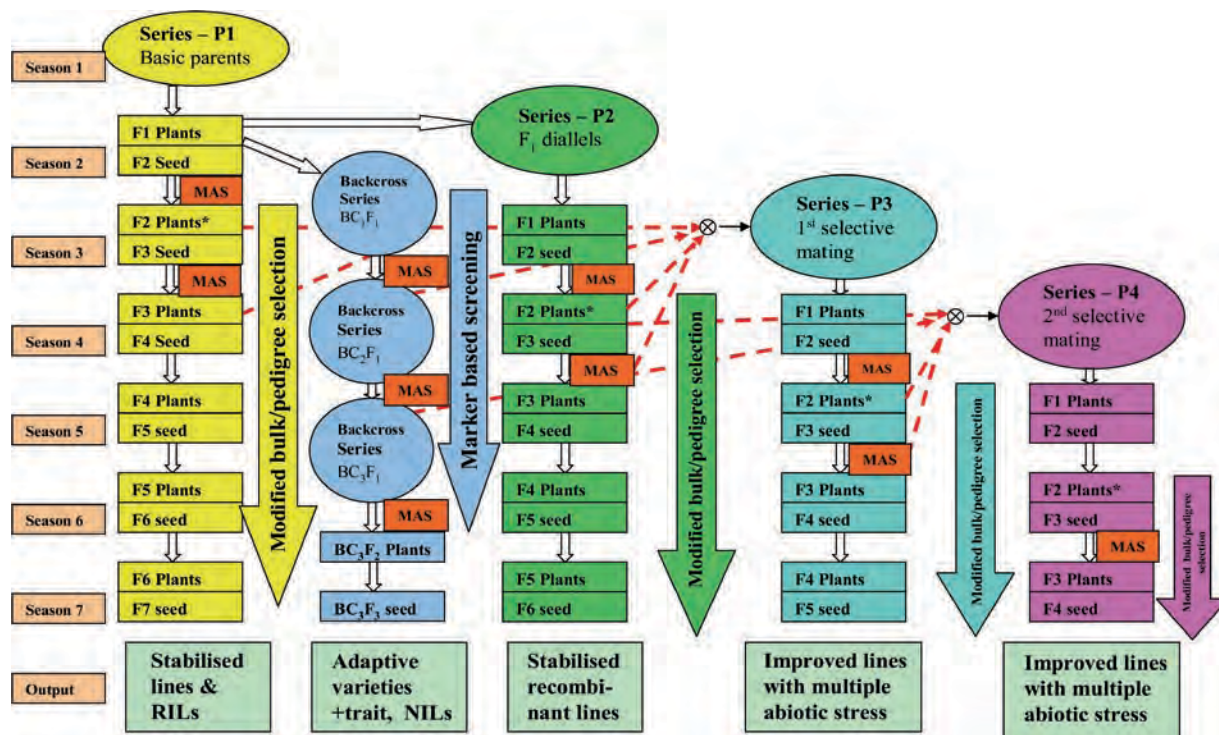 Season 1
Season 2
Season 3
Season 4
Season 5
Season 6
Season 7
Output
Series – P1
Basic parents
F1 Plants
F2 Seed
MAS
F2 Plants*
F3 Seed
MAS
F3 Plants
F4 Seed
F4 Plants
F5 seed
F5 Plants
F6 seed
F6 Plants
F7 seed
Stabilised
lines &
RILs
Modified bulk/pedigree selection
Backcross
Series
BC₁F₁
MAS
Backcross
Series
BC₂F₁
MAS
Backcross
Series
BC₃F₁
MAS
BC₃F₂ Plants
BC₃F₃ seed
Adaptive
varieties
+trait, NILs
Marker based screening
Series – P2
F₁ diallels
F1 Plants
F2 seed
MAS
F2 Plants*
F3 seed
MAS
F3 Plants
F4 seed
F4 Plants
F5 seed
F5 Plants
F6 seed
Stabilised
recombi-
nant lines
Modified bulk/pedigree selection
Series – P3
1st selective
mating
F1 Plants
F2 seed
MAS
F2 Plants*
F3 seed
MAS
F3 Plants
F4 seed
F4 Plants
F5 seed
Improved lines
with multiple
abiotic stress
Modified bulk/pedigree selection
Series – P4
2nd selective
mating
F1 Plants
F2 seed
F2 Plants*
F3 seed
MAS
F3 Plants
F4 seed
Improved lines
with multiple
abiotic stress
Modified bulk/pedigree
selection